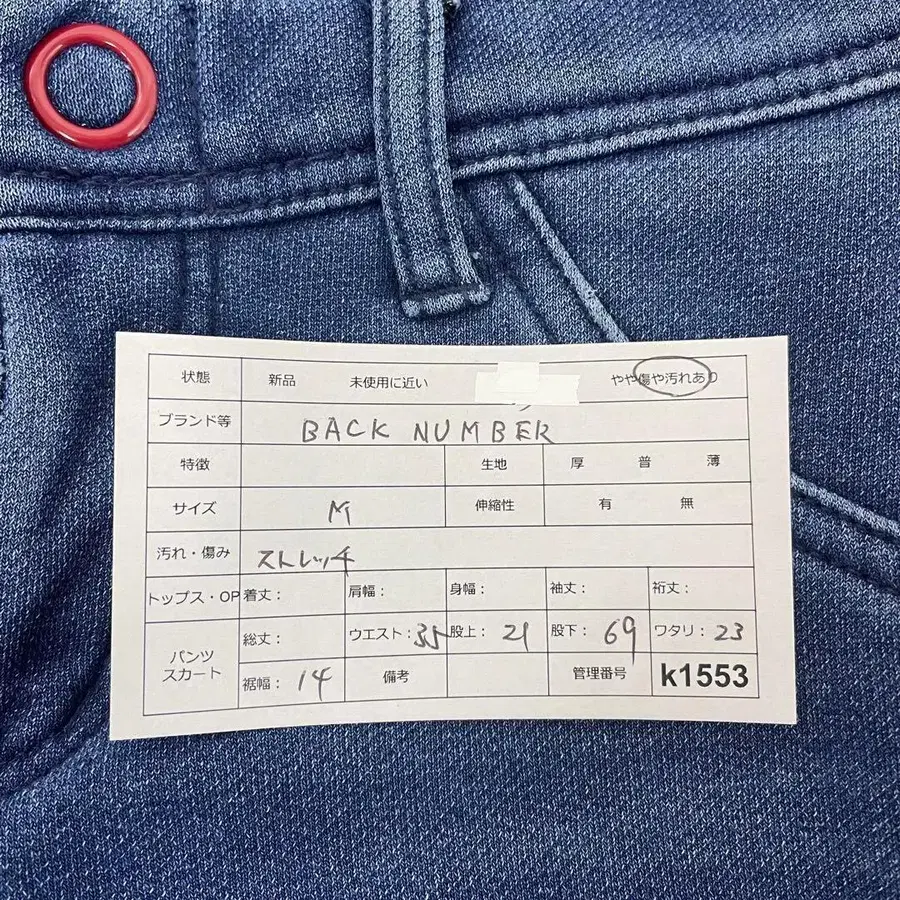 状態 新品 未使用に近い やや傷や汚れあり
ブランド等 BACK NUMBER
特徴 生地 厚 普 薄
サイズ M 伸縮性 有 無
汚れ・傷み ストレッチ
トップス・OP 着丈： 肩幅： 身幅： 袖丈： 裄丈：
パンツ スカート 総丈： ウエスト：35 股上：21 股下：69 ワタリ：23
裾幅：14 備考 管理番号 k1553